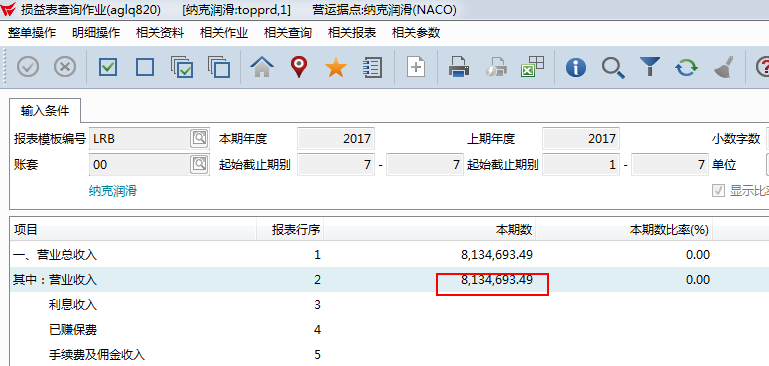 损益表查询作业(aglq820) [纳克润滑:topprd,1] 营运据点:纳克润滑(NACO)
整单操作 明细操作 相关资料 相关作业 相关查询 相关报表 相关参数
输入条件
报表模板编号 LRB 本期年度 2017 上期年度 2017 小数字数
账套 00 起始截止期别 7 - 7 起始截止期别 1 - 7 单位
纳克润滑 显示比率
项目 报表行序 本期数 本期数比率(%)
一、营业总收入 1 8,134,693.49 0.00
其中：营业收入 2 8,134,693.49 0.00
利息收入 3
已赚保费 4
手续费及佣金收入 5